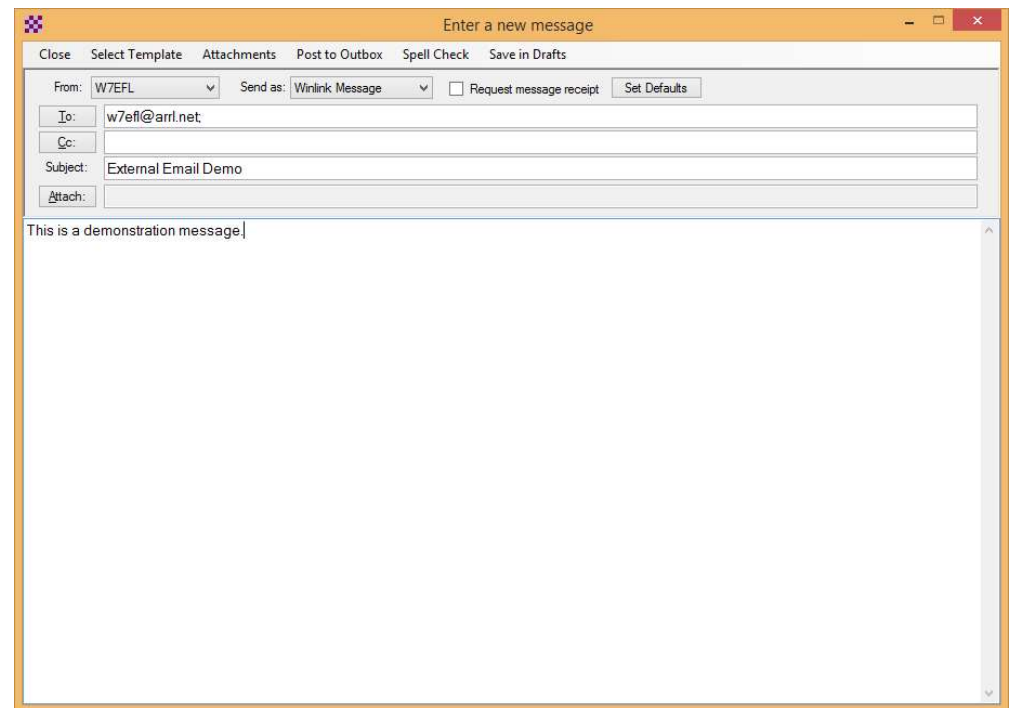 Enter a new message
Close Select Template Attachments Post to Outbox Spell Check Save in Drafts
From: W7EFL Send as: Winlink Message Request message receipt Set Defaults
To: w7efl@arrl.net;
Cc:
Subject: External Email Demo
Attach:
This is a demonstration message.